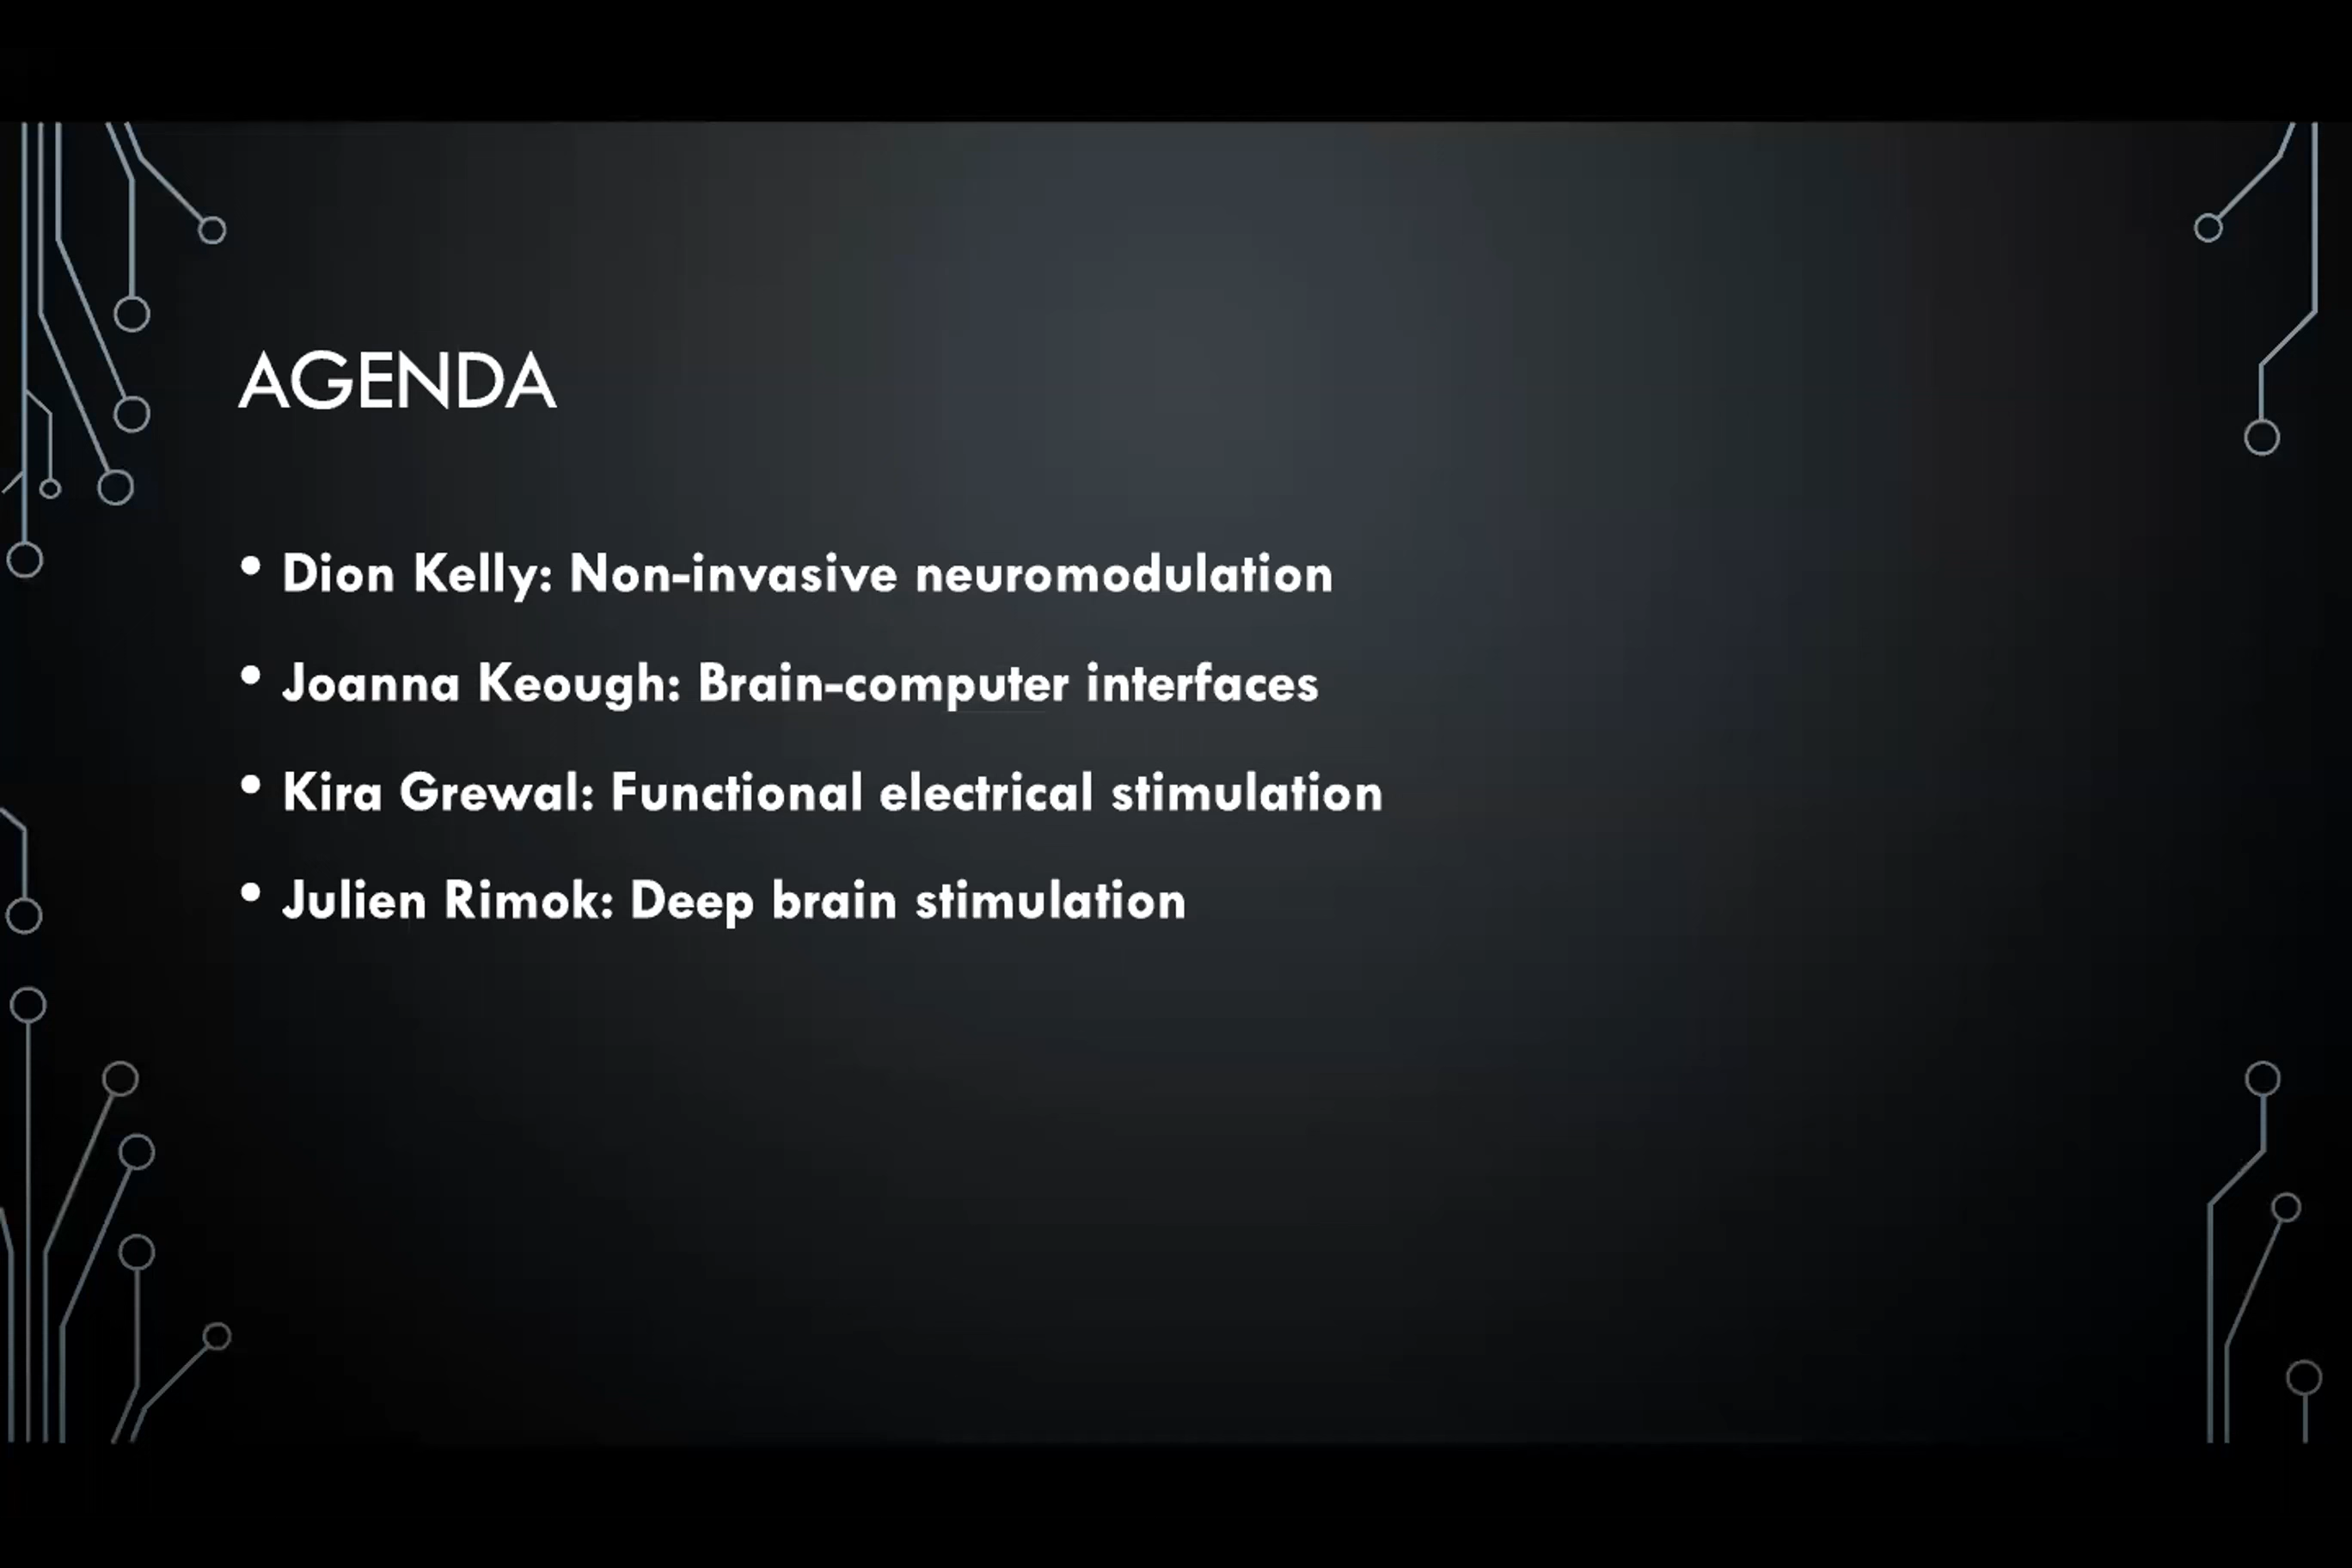 AGENDA
• Dion Kelly: Non-invasive neuromodulation
• Joanna Keough: Brain-computer interfaces
• Kira Grewal: Functional electrical stimulation
• Julien Rimok: Deep brain stimulation